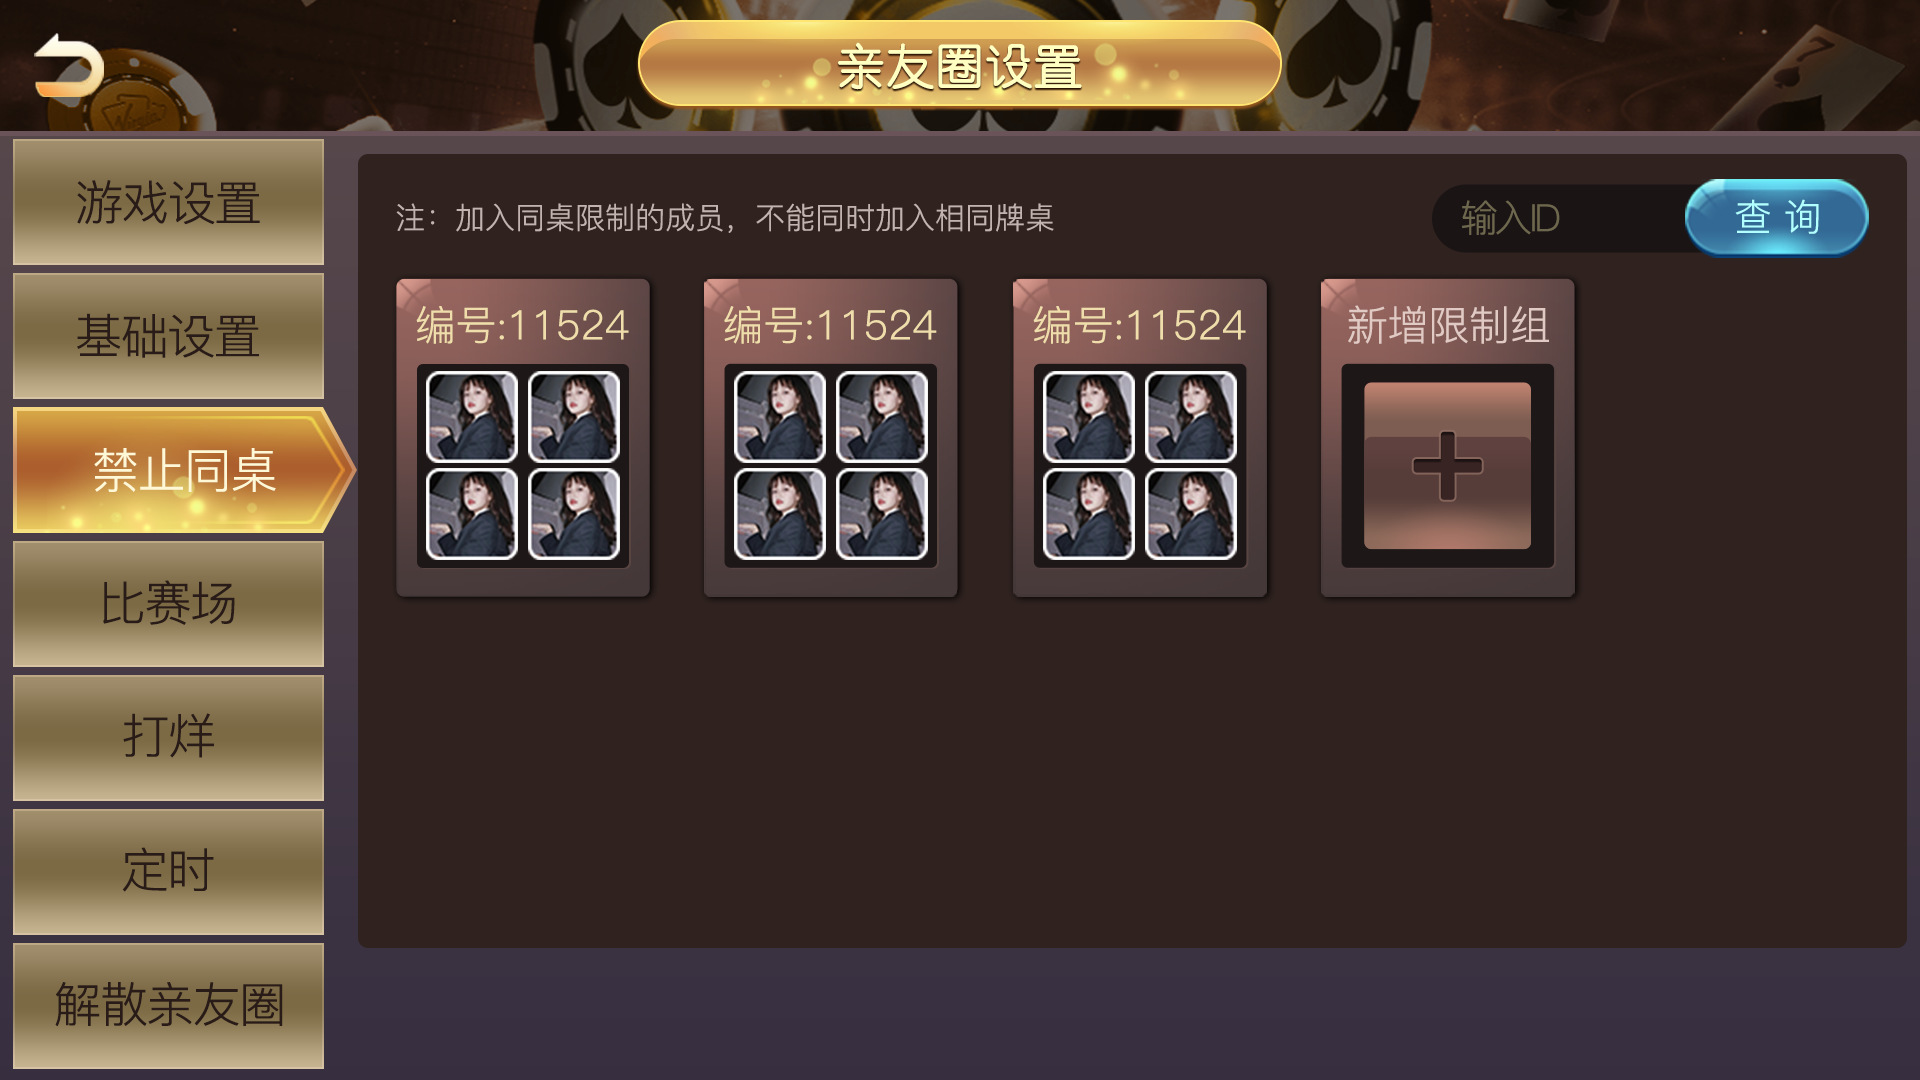 亲友圈设置
游戏设置
基础设置
禁止同桌
比赛场
打烊
定时
解散亲友圈
注：加入同桌限制的成员，不能同时加入相同牌桌
输入ID
查询
编号:11524
编号:11524
编号:11524
新增限制组